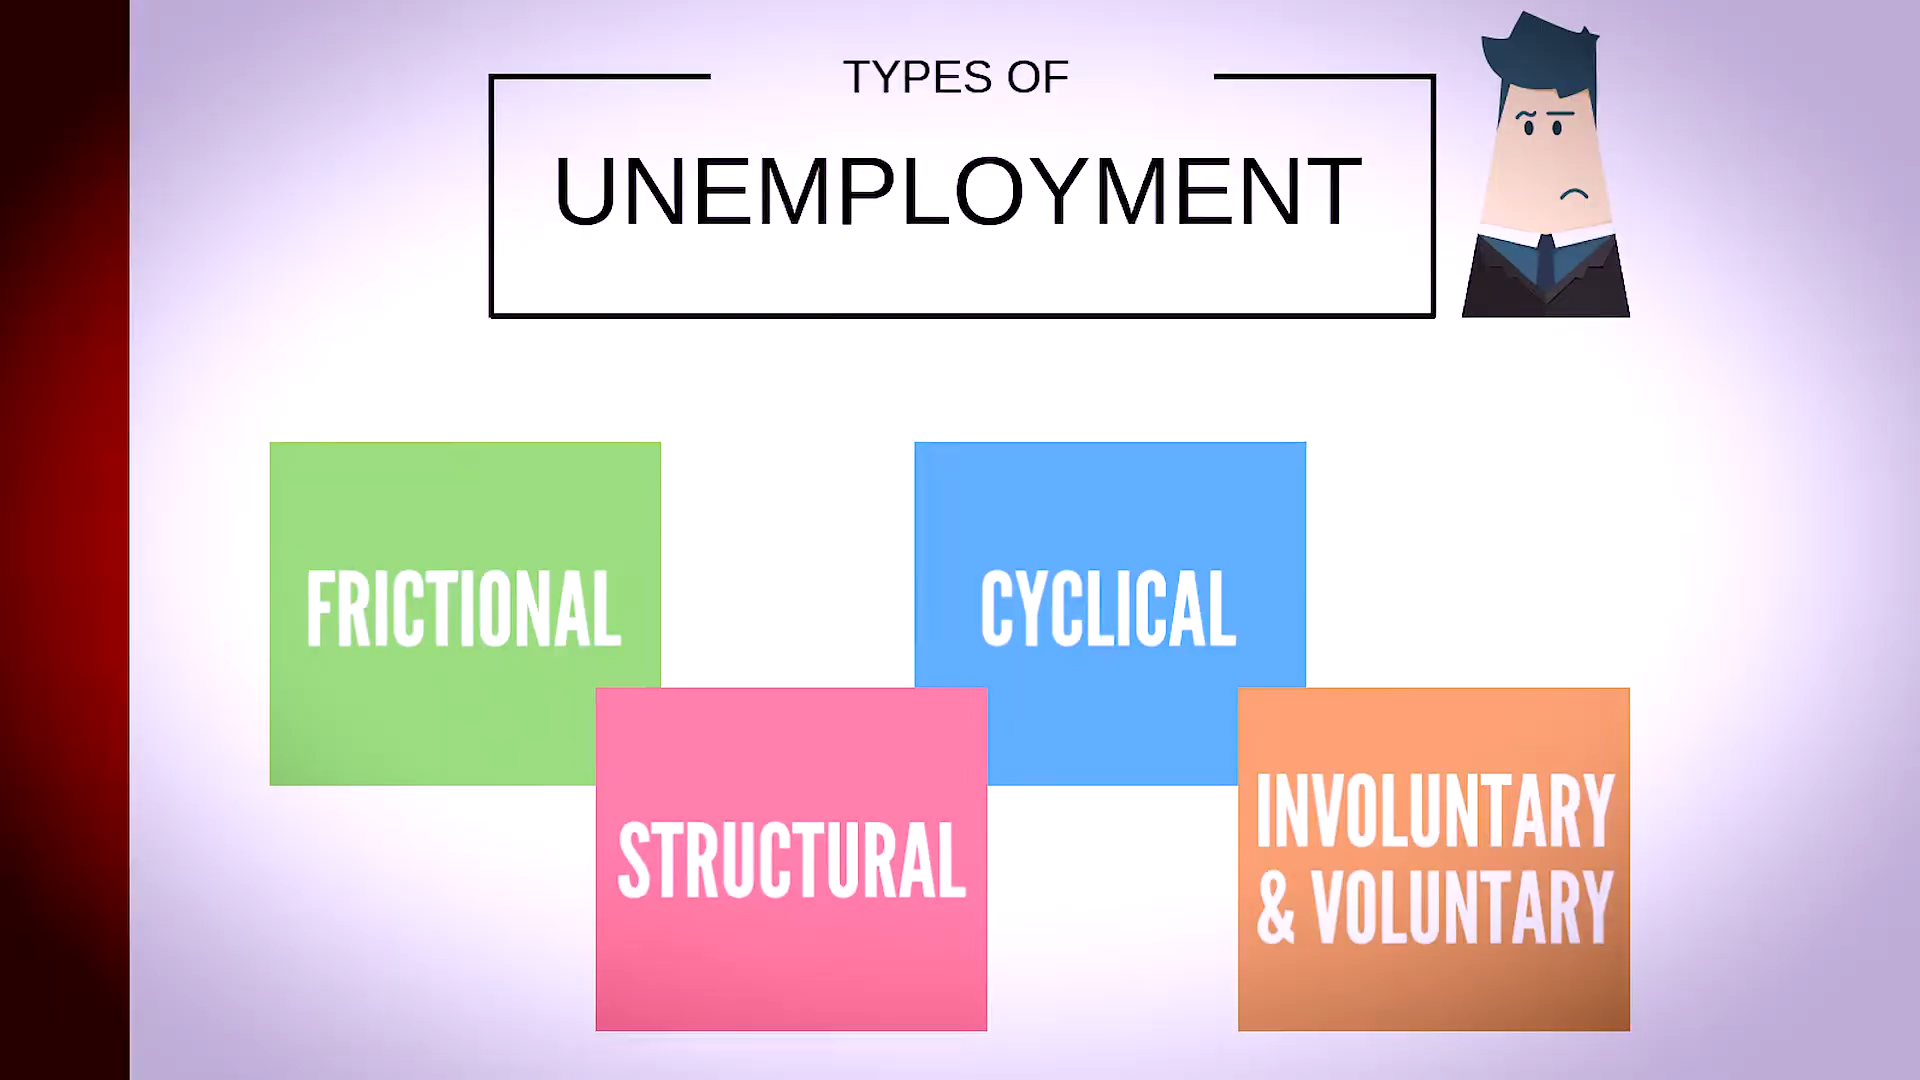 TYPES OF
UNEMPLOYMENT
FRICTIONAL
CYCLICAL
STRUCTURAL
INVOLUNTARY
& VOLUNTARY